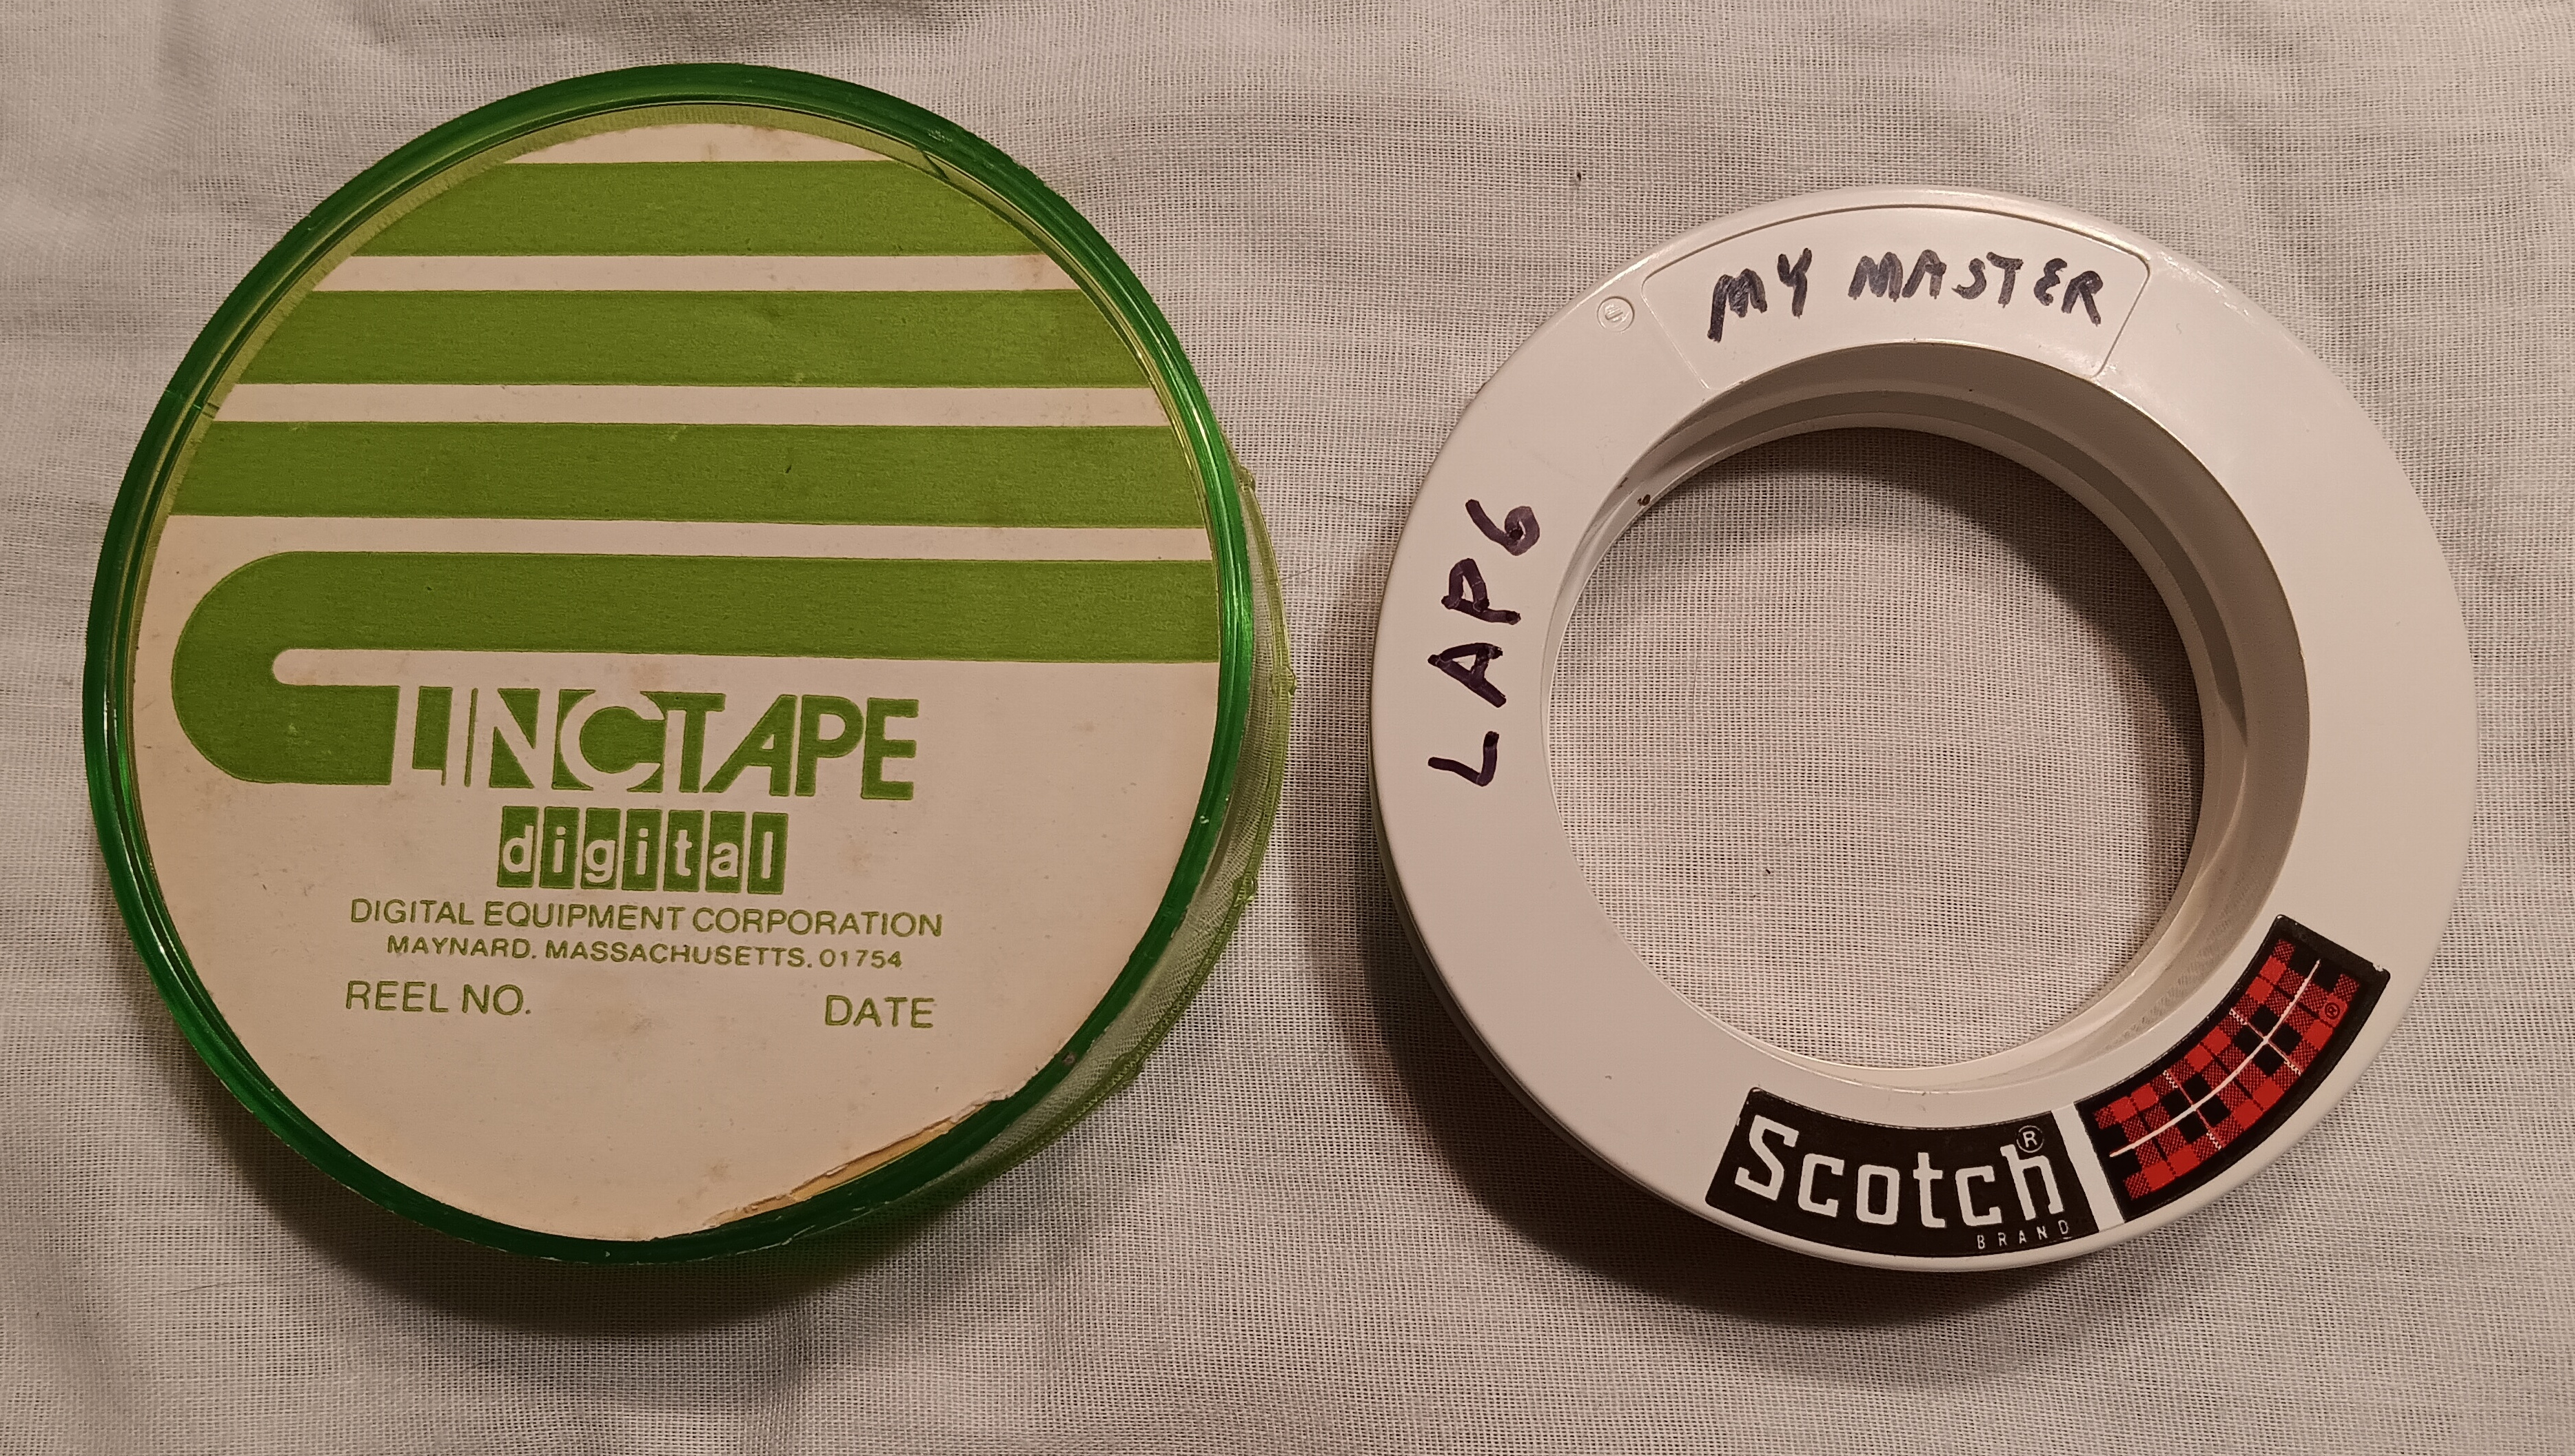 LINCTAPE
digital
DIGITAL EQUIPMENT CORPORATION
MAYNARD, MASSACHUSETTS. 01754
REEL NO. DATE
MY MASTER
LAP6
Scotch®
BRAND
®